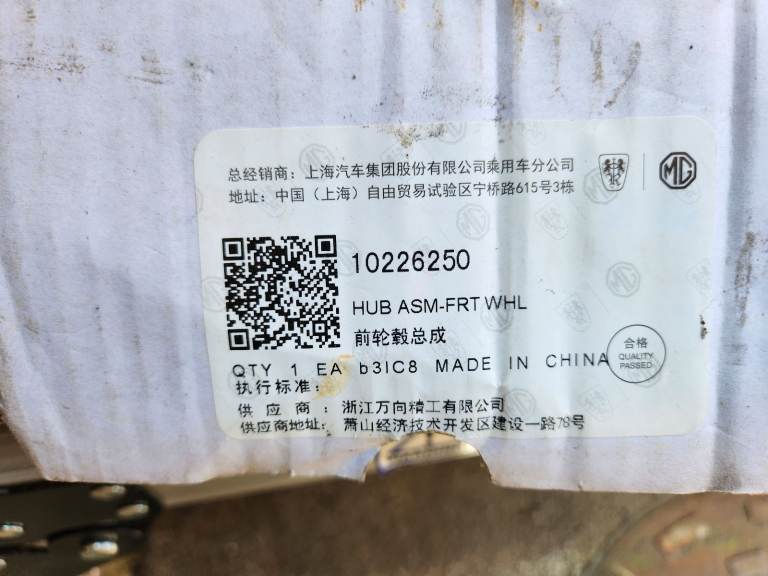 总经销商：上海汽车集团股份有限公司乘用车分公司
地址：中国（上海）自由贸易试验区宁桥路615号3栋
MG
10226250
HUB ASM-FRT WHL
前轮毂总成
QTY 1 EA b3IC8 MADE IN CHINA
合格
QUALITY
PASSED
执行标准：
供应商：浙江万向精工有限公司
供应商地址：萧山经济技术开发区建设一路78号